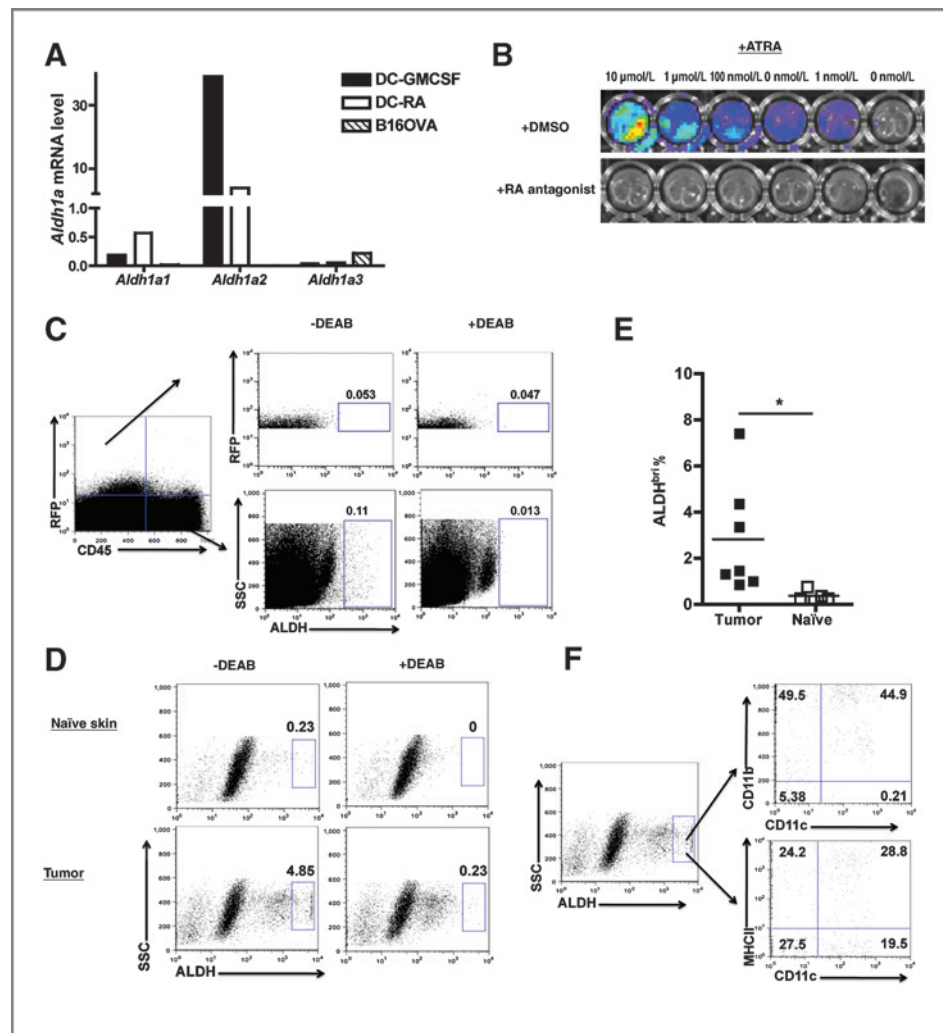 A
Aldh1a mRNA level
30
10
1.0
0.5
0.0
Aldh1a1 Aldh1a2 Aldh1a3
DC-GMCSF
DC-RA
B16OVA
B
+ATRA
10 µmol/L 1 µmol/L 100 nmol/L 0 nmol/L 1 nmol/L 0 nmol/L
+DMSO
+RA antagonist
C
-DEAB +DEAB
RFP
CD45
RFP
0.053
0.047
SSC
0.11
0.013
ALDH
D
-DEAB +DEAB
Naïve skin
0.23
0
Tumor
4.85
0.23
SSC
ALDH
E
ALDHbri %
10
8
6
4
2
0
*
Tumor Naïve
F
SSC
ALDH
49.5 44.9
CD11b
5.38 0.21
CD11c
24.2 28.8
MHCII
27.5 19.5
CD11c